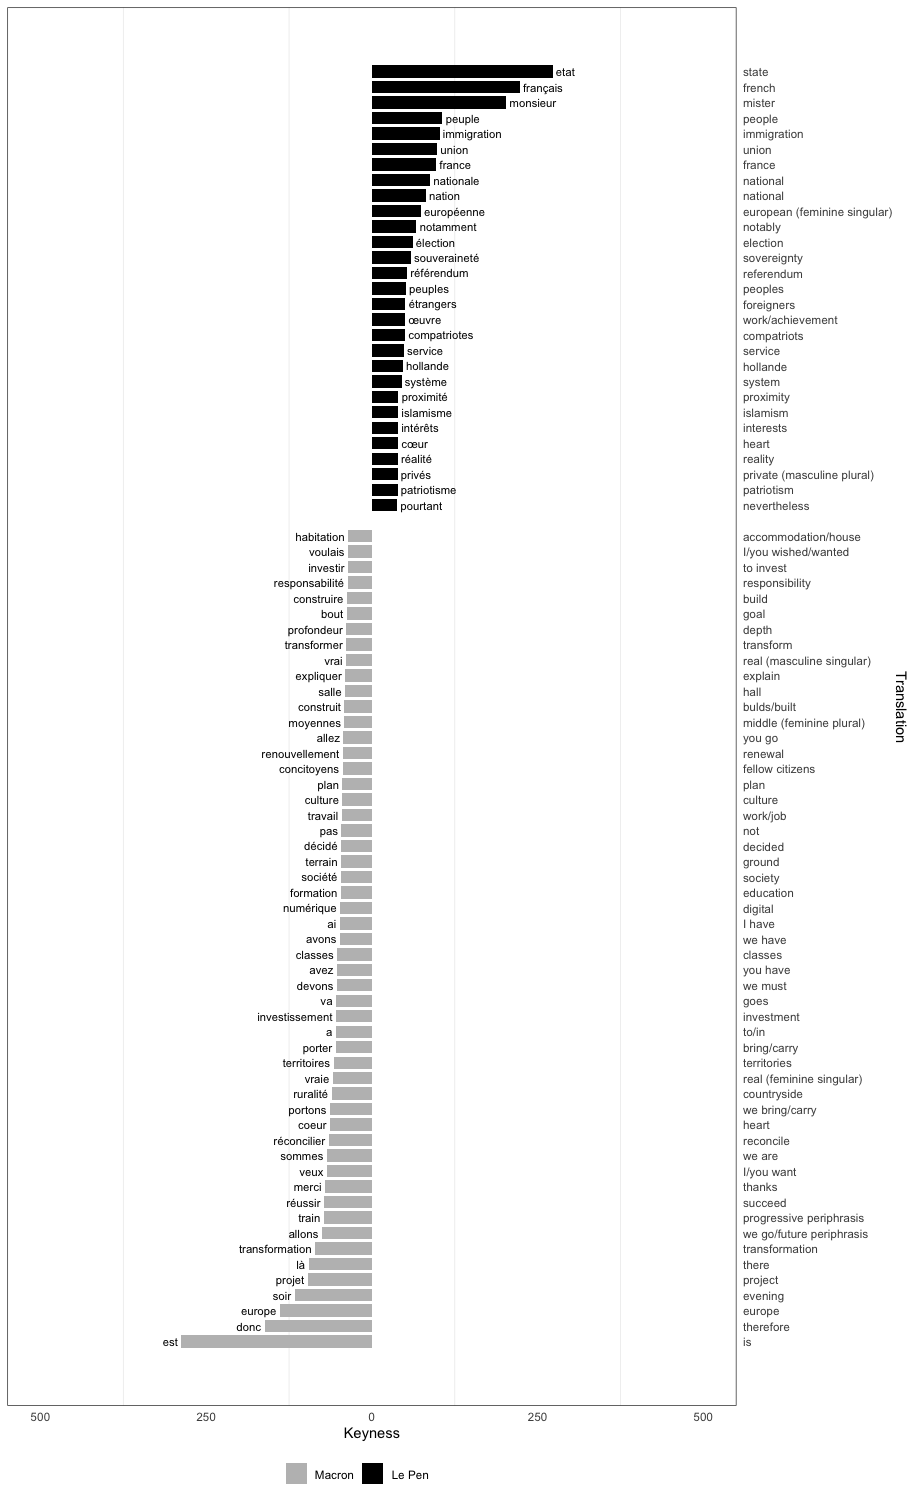 etat state
français french
monsieur mister
peuple people
immigration immigration
union union
france france
nationale national
nation national
européenne european (feminine singular)
notamment notably
élection election
souveraineté sovereignty
référendum referendum
peuples peoples
étrangers foreigners
œuvre work/achievement
compatriotes compatriots
service service
hollande hollande
système system
proximité proximity
islamisme islamism
intérêts interests
cœur heart
réalité reality
privés private (masculine plural)
patriotisme patriotism
pourtant nevertheless
habitation accommodation/house
voulais I/you wished/wanted
investir to invest
responsabilité responsibility
construire build
bout goal
profondeur depth
transformer transform
vrai real (masculine singular)
expliquer explain
salle hall
construit bulds/built
moyennes middle (feminine plural)
allez you go
renouvellement renewal
concitoyens fellow citizens
plan plan
culture culture
travail work/job
pas not
décidé decided
terrain ground
société society
formation education
numérique digital
ai I have
avons we have
classes classes
avez you have
devons we must
va goes
investissement investment
a to/in
porter bring/carry
territoires territories
vraie real (feminine singular)
ruralité countryside
portons we bring/carry
coeur heart
réconcilier reconcile
sommes we are
veux I/you want
merci thanks
réussir succeed
train progressive periphrasis
allons we go/future periphrasis
transformation transformation
là there
projet project
soir evening
europe europe
donc therefore
est is
Translation
500 250 0 250 500
Keyness
Macron Le Pen